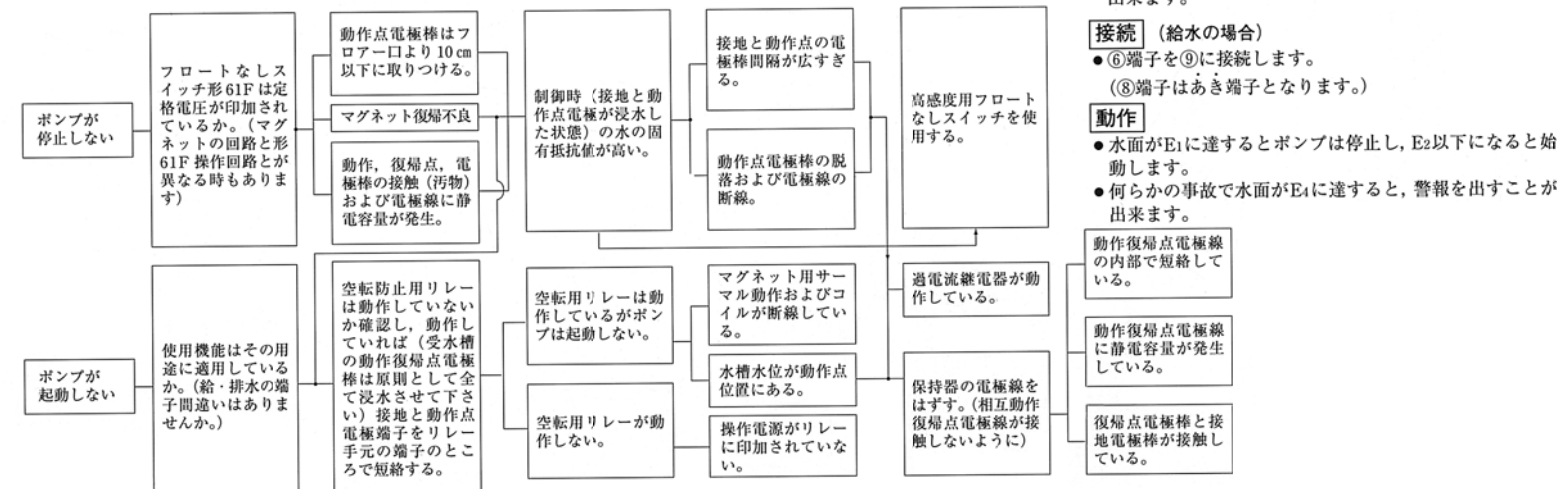 ポンプが
停止しない
フロートなしス
イッチ形61Fは定
格電圧が印加され
ているか。(マグ
ネットの回路と形
61F操作回路とが
異なる時もありま
す)
動作点電極棒はフ
ロアー口より10㎝
以下に取りつける。
マグネット復帰不良
動作,復帰点,電
極棒の接触(汚物)
および電極線に静
電容量が発生。
制御時(接地と動
作点電極が浸水し
た状態)の水の固
有抵抗値が高い。
接地と動作点の電
極棒間隔が広すぎ
る。
動作点電極棒の脱
落および電極線の
断線。
高感度用フロート
なしスイッチを使
用する。
出来ます。
接続 (給水の場合)
●⑥端子を⑨に接続します。
(⑧端子はあき端子となります。)
動作
●水面がE1に達するとポンプは停止し,E2以下になると始
動します。
●何らかの事故で水面がE4に達すると,警報を出すことが
出来ます。
ポンプが
起動しない
使用機能はその用
途に適用している
か。(給・排水の端
子間違いはありま
せんか。)
空転防止用リレー
は動作していない
か確認し,動作し
ていれば(受水槽
の動作復帰点電極
棒は原則として全
て浸水させて下さ
い)接地と動作点
電極端子をリレー
手元の端子のとこ
ろで短絡する。
空転用リレーは動
作しているがポン
プは起動しない。
空転用リレーが動
作しない。
マグネット用サー
マル動作およびコ
イルが断線してい
る。
水槽水位が動作点
位置にある。
操作電源がリレー
に印加されていな
い。
過電流継電器が動
作している。
保持器の電極線を
はずす。(相互動作
復帰点電極線が接
触しないように)
動作復帰点電極線
の内部で短絡して
いる。
動作復帰点電極線
に静電容量が発生
している。
復帰点電極棒と接
地電極棒が接触し
ている。